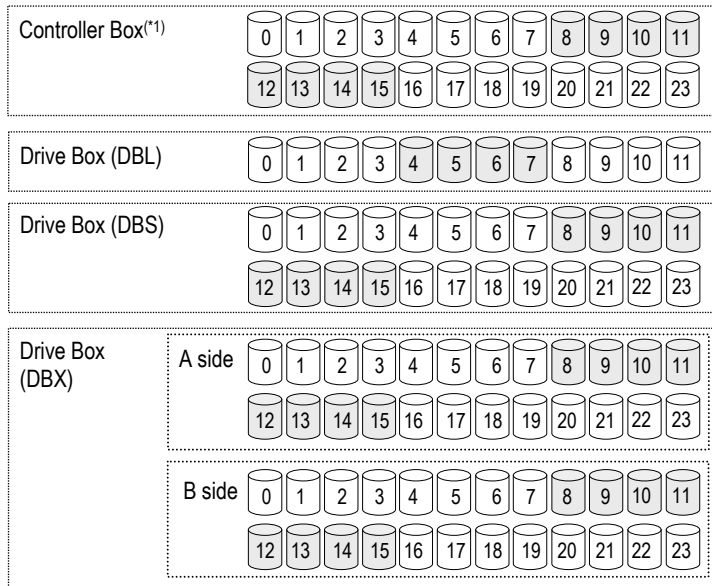 Controller Box(*1)
0 1 2 3 4 5 6 7 8 9 10 11
12 13 14 15 16 17 18 19 20 21 22 23
Drive Box (DBL)
0 1 2 3 4 5 6 7 8 9 10 11
Drive Box (DBS)
0 1 2 3 4 5 6 7 8 9 10 11
12 13 14 15 16 17 18 19 20 21 22 23
Drive Box
(DBX)
A side
0 1 2 3 4 5 6 7 8 9 10 11
12 13 14 15 16 17 18 19 20 21 22 23
B side
0 1 2 3 4 5 6 7 8 9 10 11
12 13 14 15 16 17 18 19 20 21 22 23